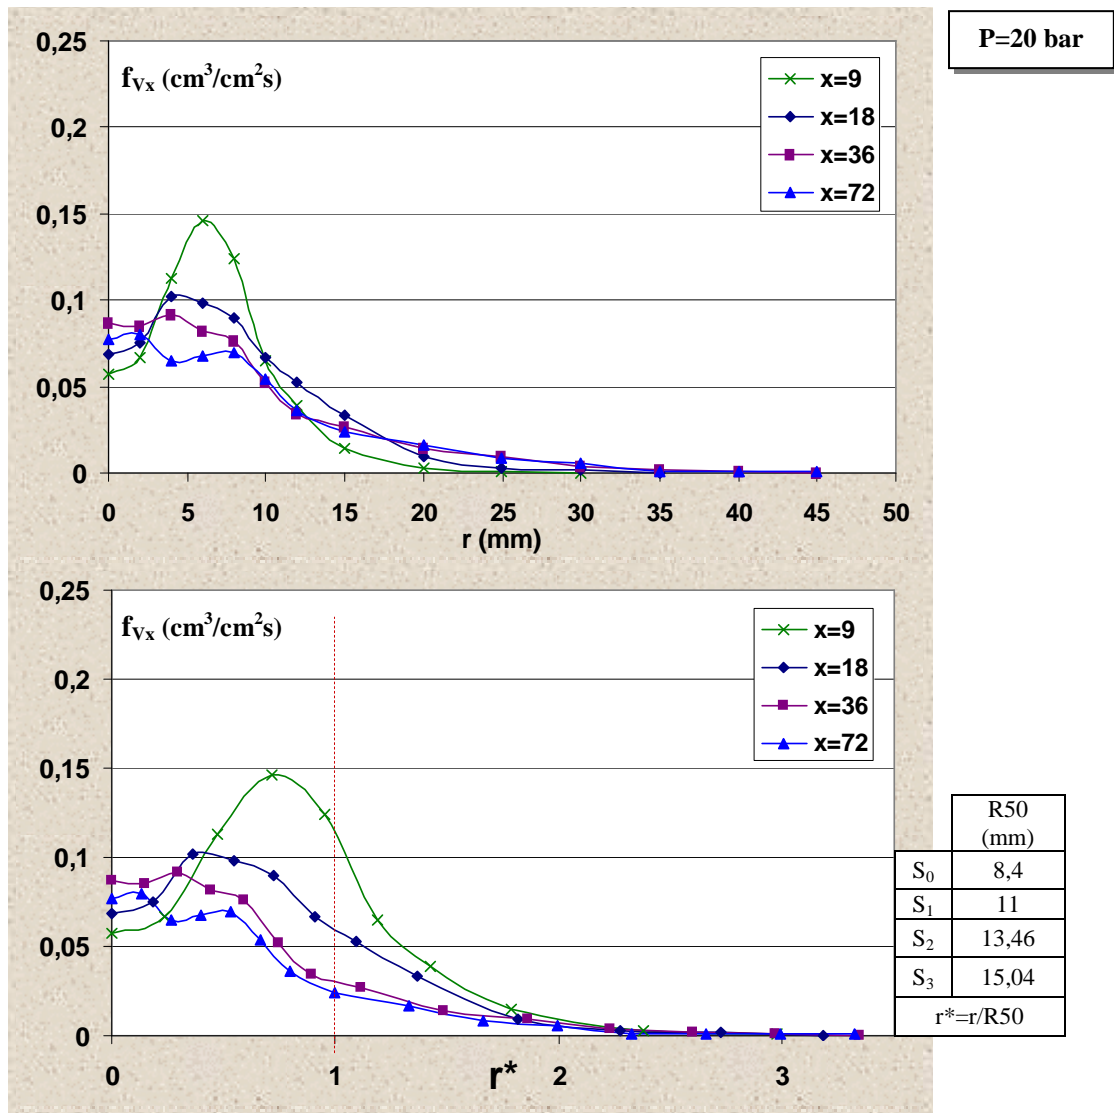 P=20 bar
0,25
0,2
0,15
0,1
0,05
0
f_Vx (cm³/cm²s)
x=9
x=18
x=36
x=72
0 5 10 15 20 25 30 35 40 45 50
r (mm)
0,25
0,2
0,15
0,1
0,05
0
f_Vx (cm³/cm²s)
x=9
x=18
x=36
x=72
0 1 2 3
r*
R50
(mm)
S₀ 8,4
S₁ 11
S₂ 13,46
S₃ 15,04
r*=r/R50